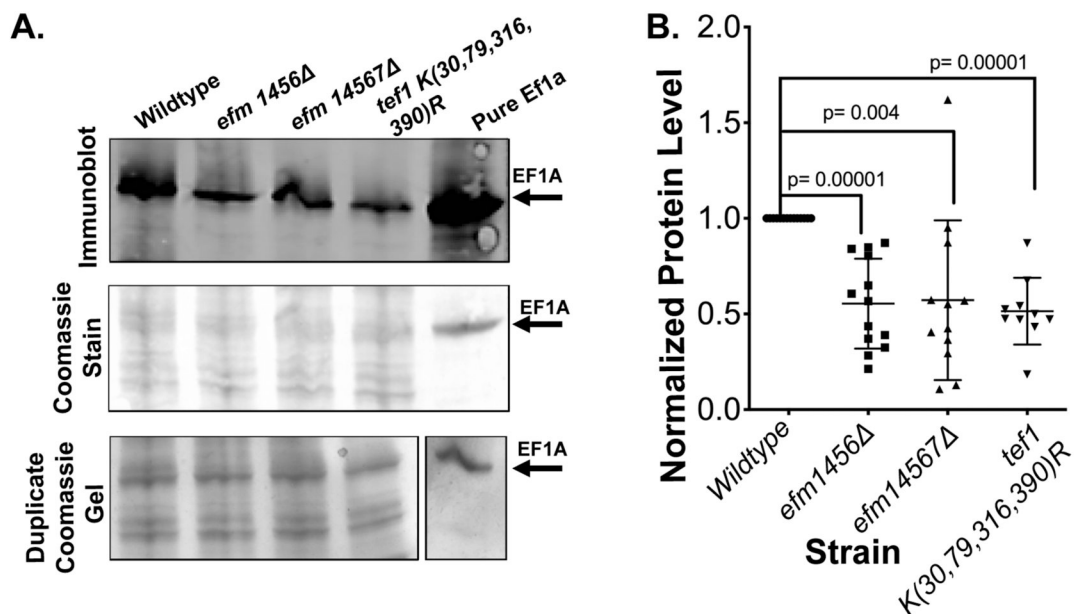 A.
Wildtype
efm 1456Δ
efm 14567Δ
tef1 K(30,79,316,
390)R
Pure Ef1a
Immunoblot
EF1A
Coomassie
Stain
EF1A
Duplicate
Coomassie
Gel
EF1A
B.
Normalized Protein Level
2.0
1.5
1.0
0.5
0.0
p= 0.00001
p= 0.004
p= 0.00001
Wildtype
efm1456Δ
efm14567Δ
tef1
K(30,79,316,390)R
Strain